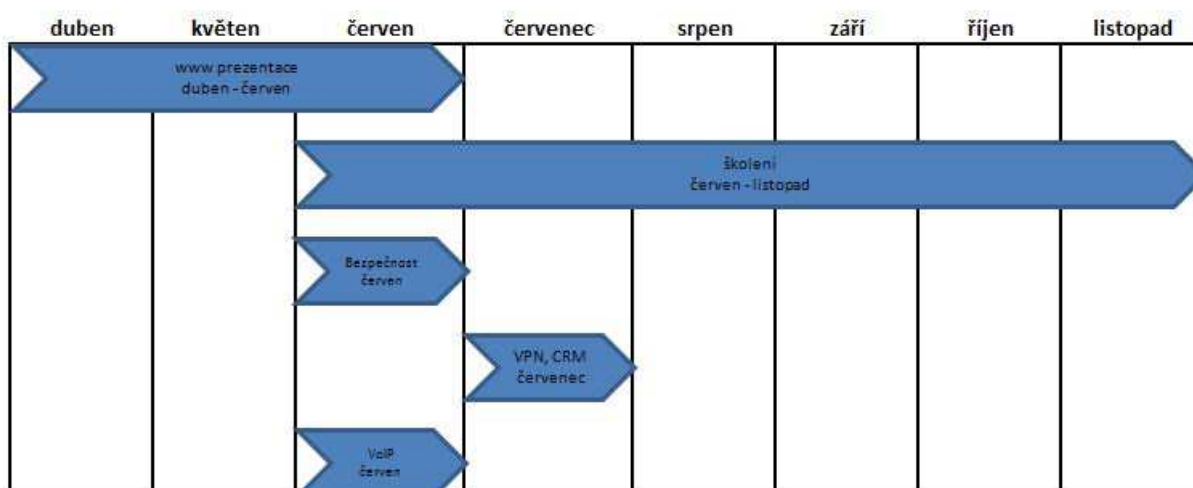 duben květen červen červenec srpen září říjen listopad
www prezentace
duben - červen
školení
červen - listopad
Bezpečnost
červen
VPN, CRM
červenec
VoIP
červen